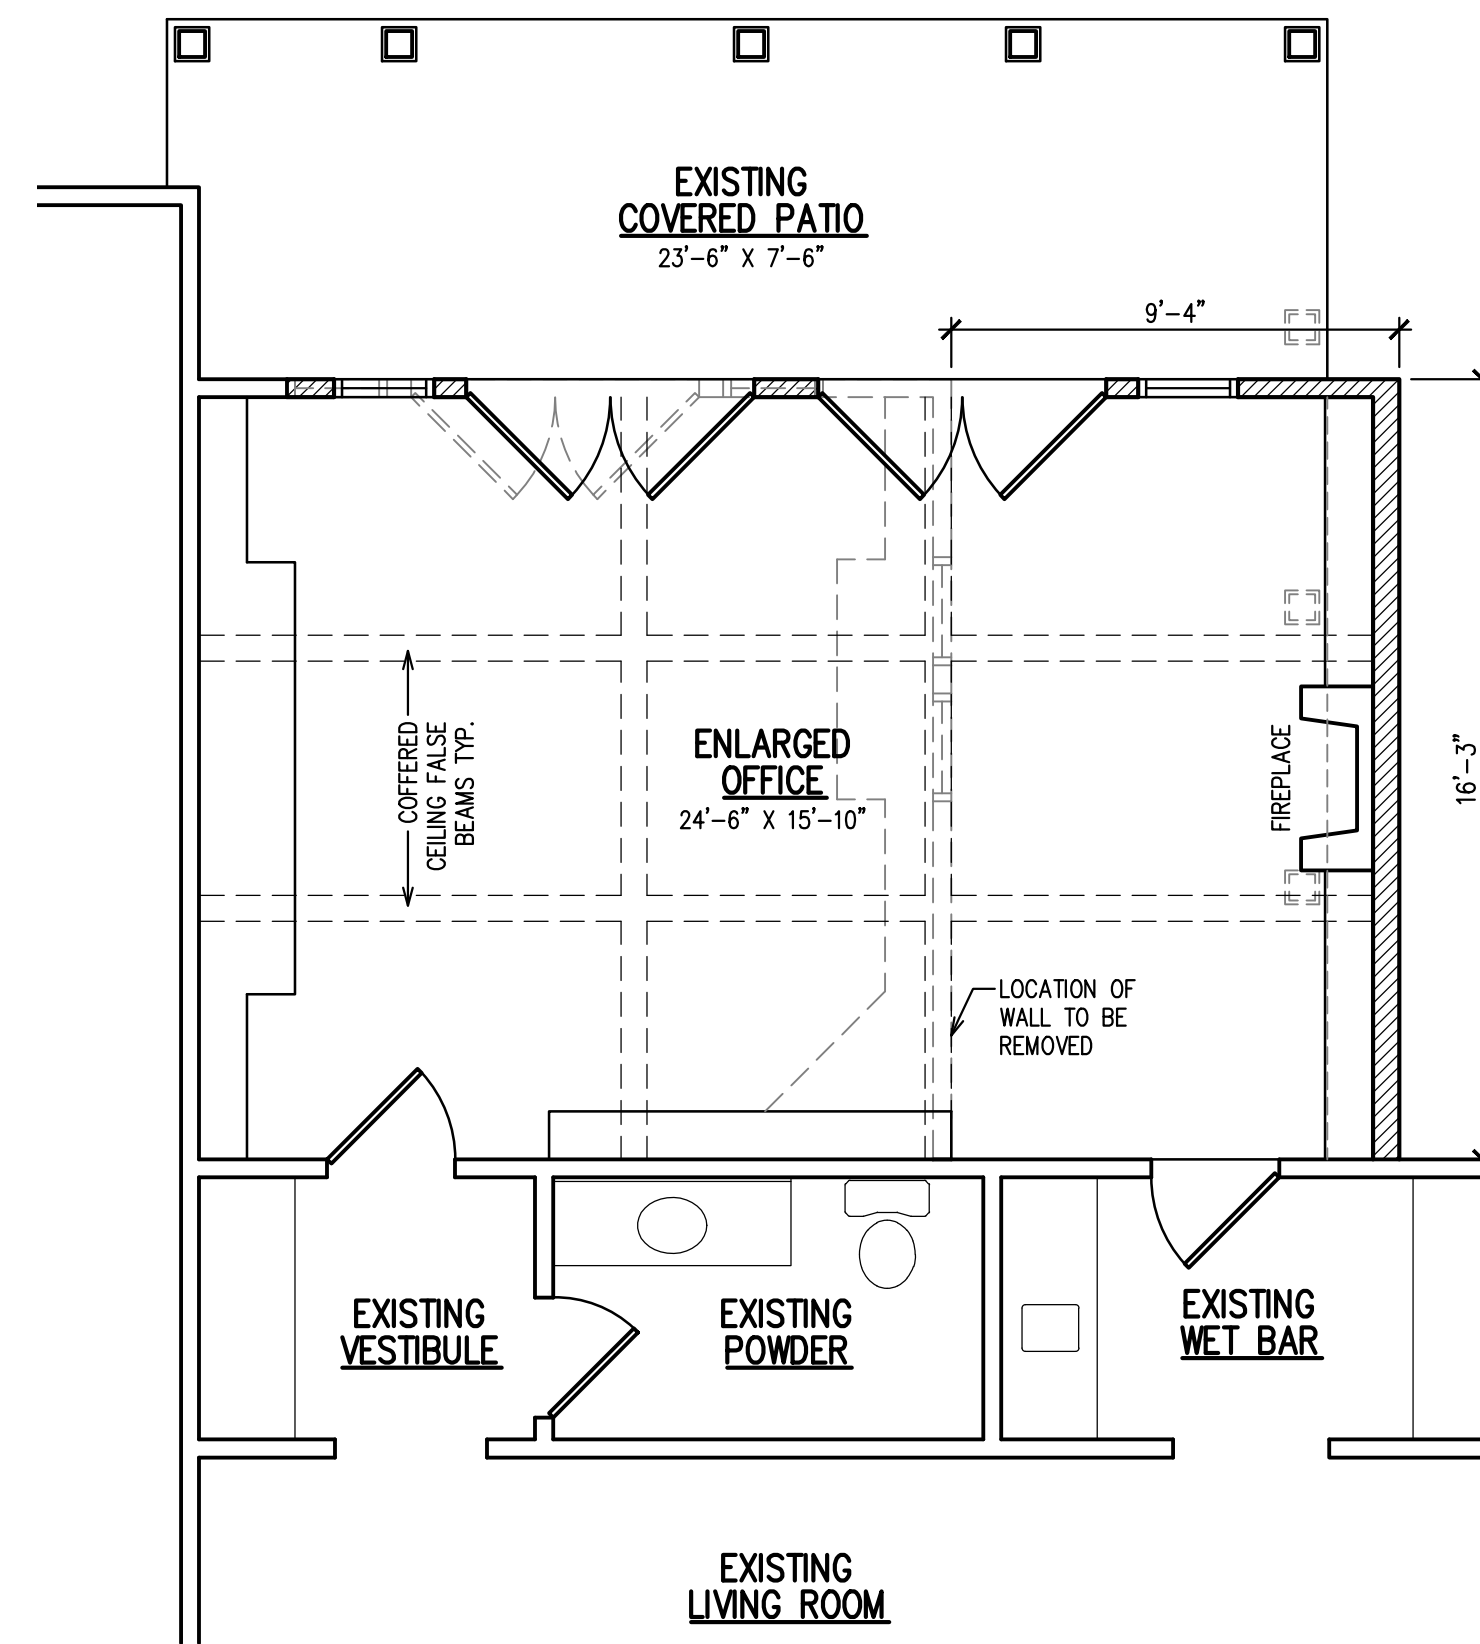 EXISTING
COVERED PATIO
23'-6" X 7'-6"
9'-4"
COFFERED
CEILING FALSE
BEAMS TYP.
ENLARGED
OFFICE
24'-6" X 15'-10"
FIREPLACE
16'-3"
LOCATION OF
WALL TO BE
REMOVED
EXISTING
VESTIBULE
EXISTING
POWDER
EXISTING
WET BAR
EXISTING
LIVING ROOM